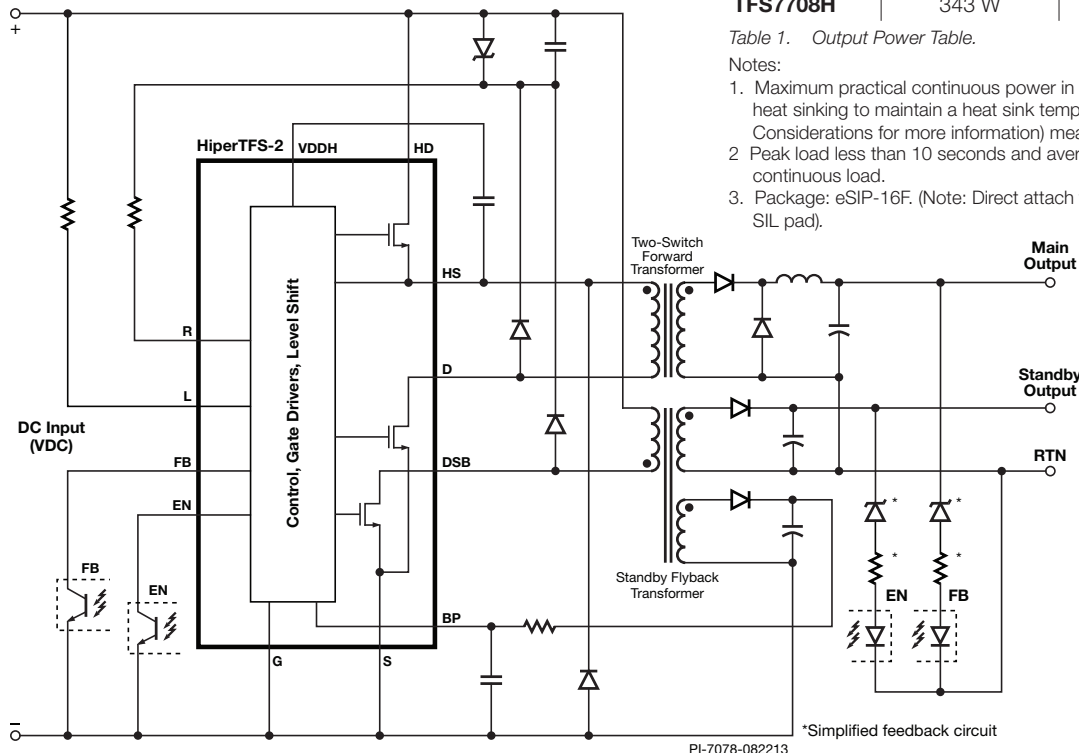 TFS7708H 343 W
Table 1. Output Power Table.
Notes:
1. Maximum practical continuous power in
heat sinking to maintain a heat sink temp
Considerations for more information) mea
2 Peak load less than 10 seconds and aver
continuous load.
3. Package: eSIP-16F. (Note: Direct attach
SIL pad).
+
HiperTFS-2
VDDH
HD
Two-Switch
Forward
Transformer
Main
Output
HS
Control, Gate Drivers, Level Shift
R
D
L
Standby
Output
DC Input
(VDC)
FB
DSB
RTN
EN
*
*
*
*
FB
EN
Standby Flyback
Transformer
EN
FB
BP
G
S
–
*Simplified feedback circuit
PI-7078-082213